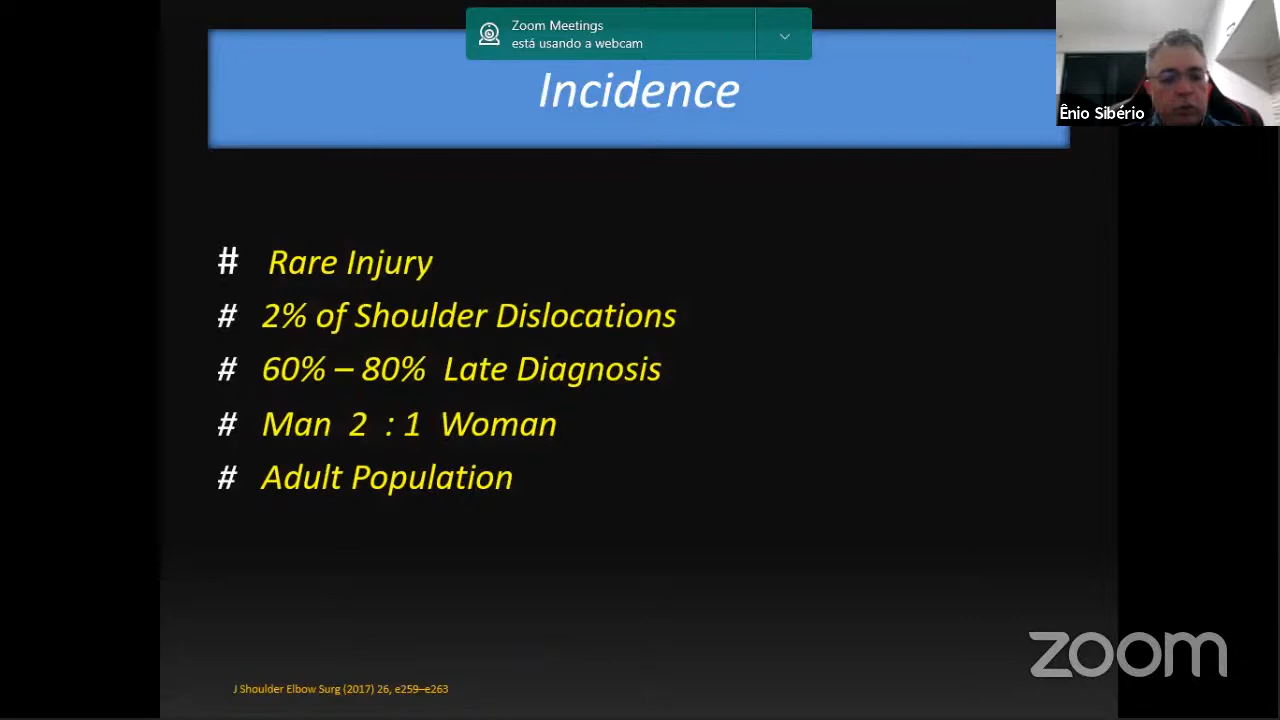 Zoom Meetings
está usando a webcam
Incidence
Ênio Sibério
# Rare Injury
# 2% of Shoulder Dislocations
# 60% – 80% Late Diagnosis
# Man 2 : 1 Woman
# Adult Population
zoom
J Shoulder Elbow Surg (2017) 26, e259–e263